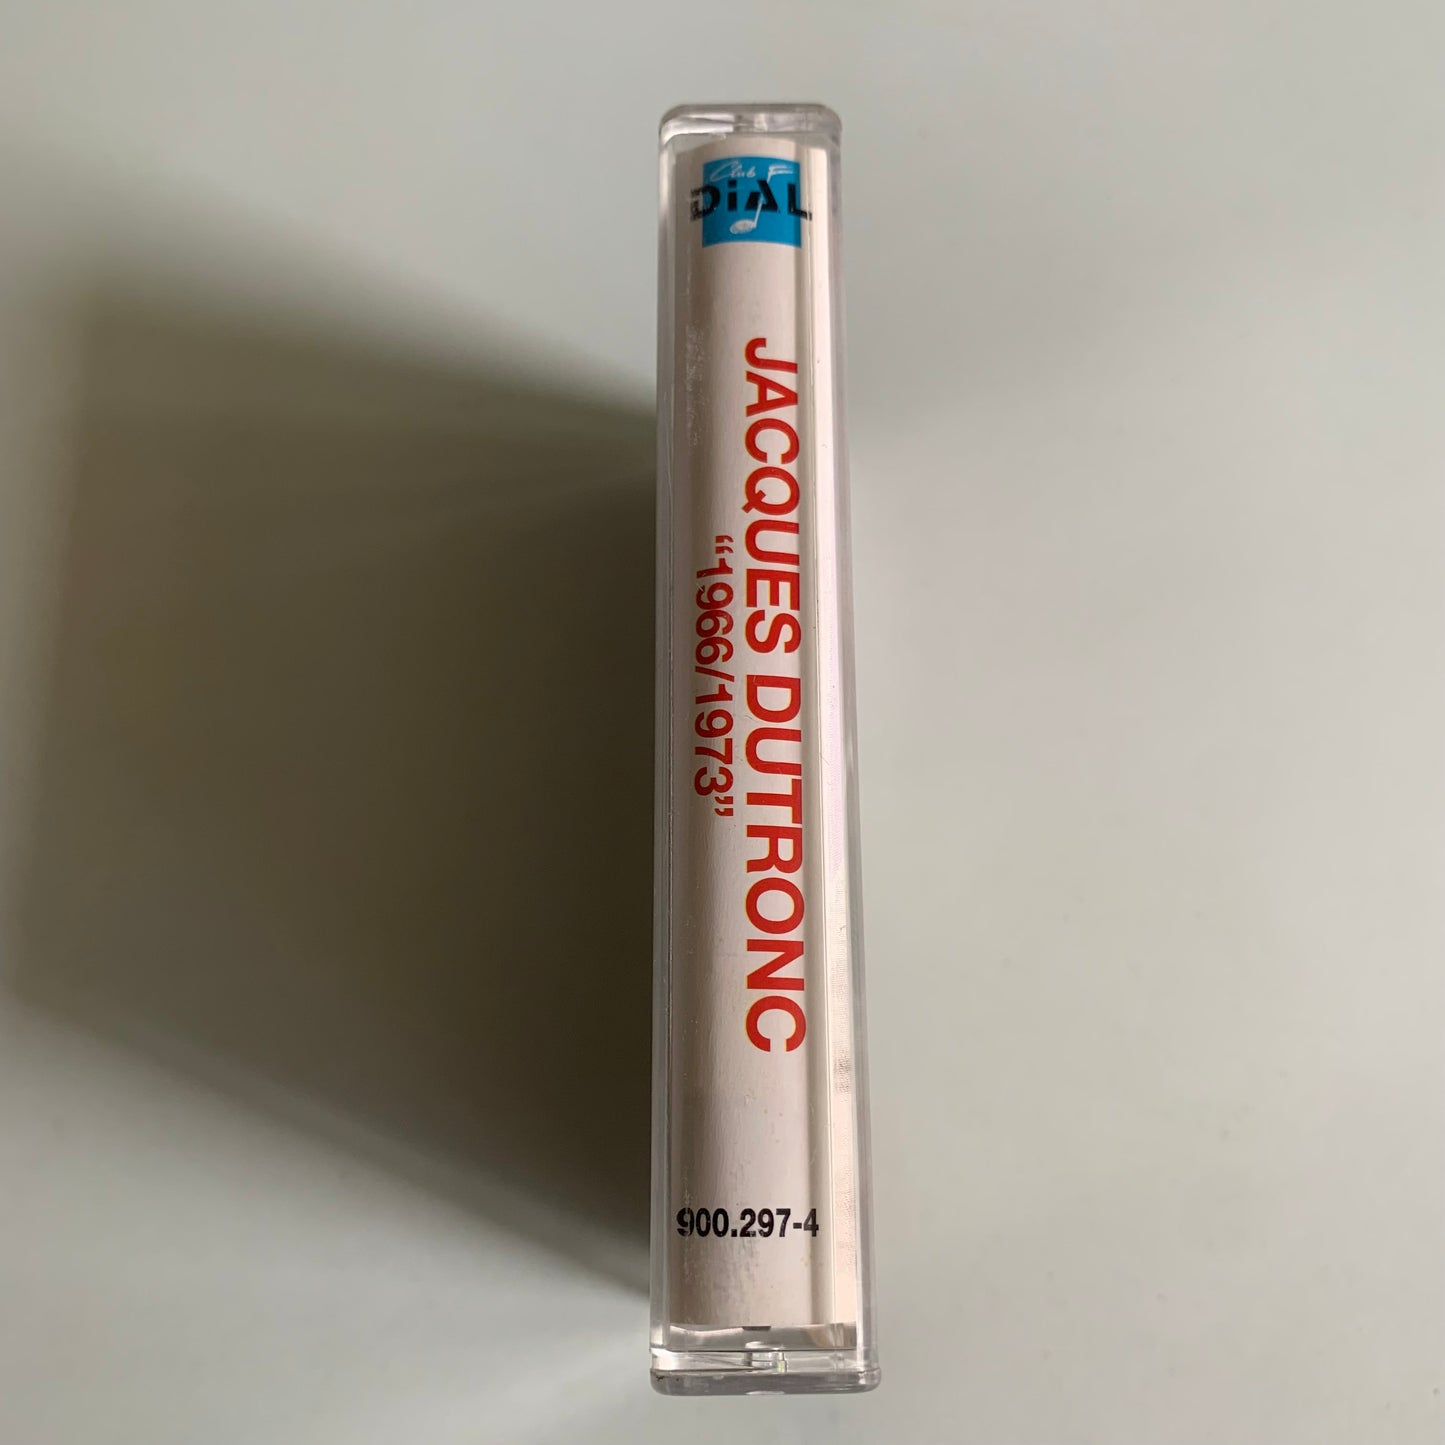 Club F
DiAL
JACQUES DUTRONC
“1966/1973”
900.297-4